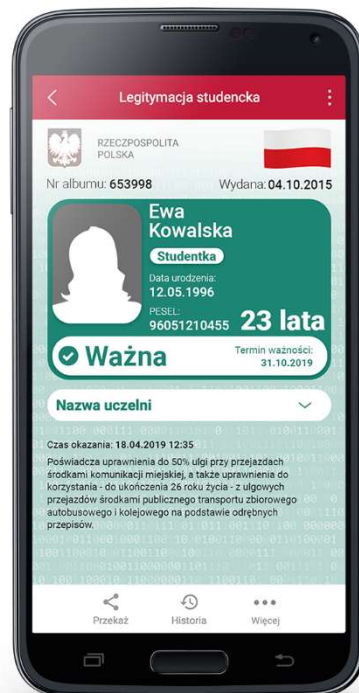 Legitymacja studencka
RZECZPOSPOLITA
POLSKA
Nr albumu: 653998
Wydana: 04.10.2015
Ewa
Kowalska
Studentka
Data urodzenia:
12.05.1996
PESEL:
96051210455
23 lata
Ważna
Termin ważności:
31.10.2019
Nazwa uczelni
Czas okazania: 18.04.2019 12:35
Poświadcza uprawnienia do 50% ulgi przy przejazdach
środkami komunikacji miejskiej, a także uprawnienia do
korzystania - do ukończenia 26 roku życia - z ulgowych
przejazdów środkami publicznego transportu zbiorowego
autobusowego i kolejowego na podstawie odrębnych
przepisów.
Przekaż
Historia
Więcej